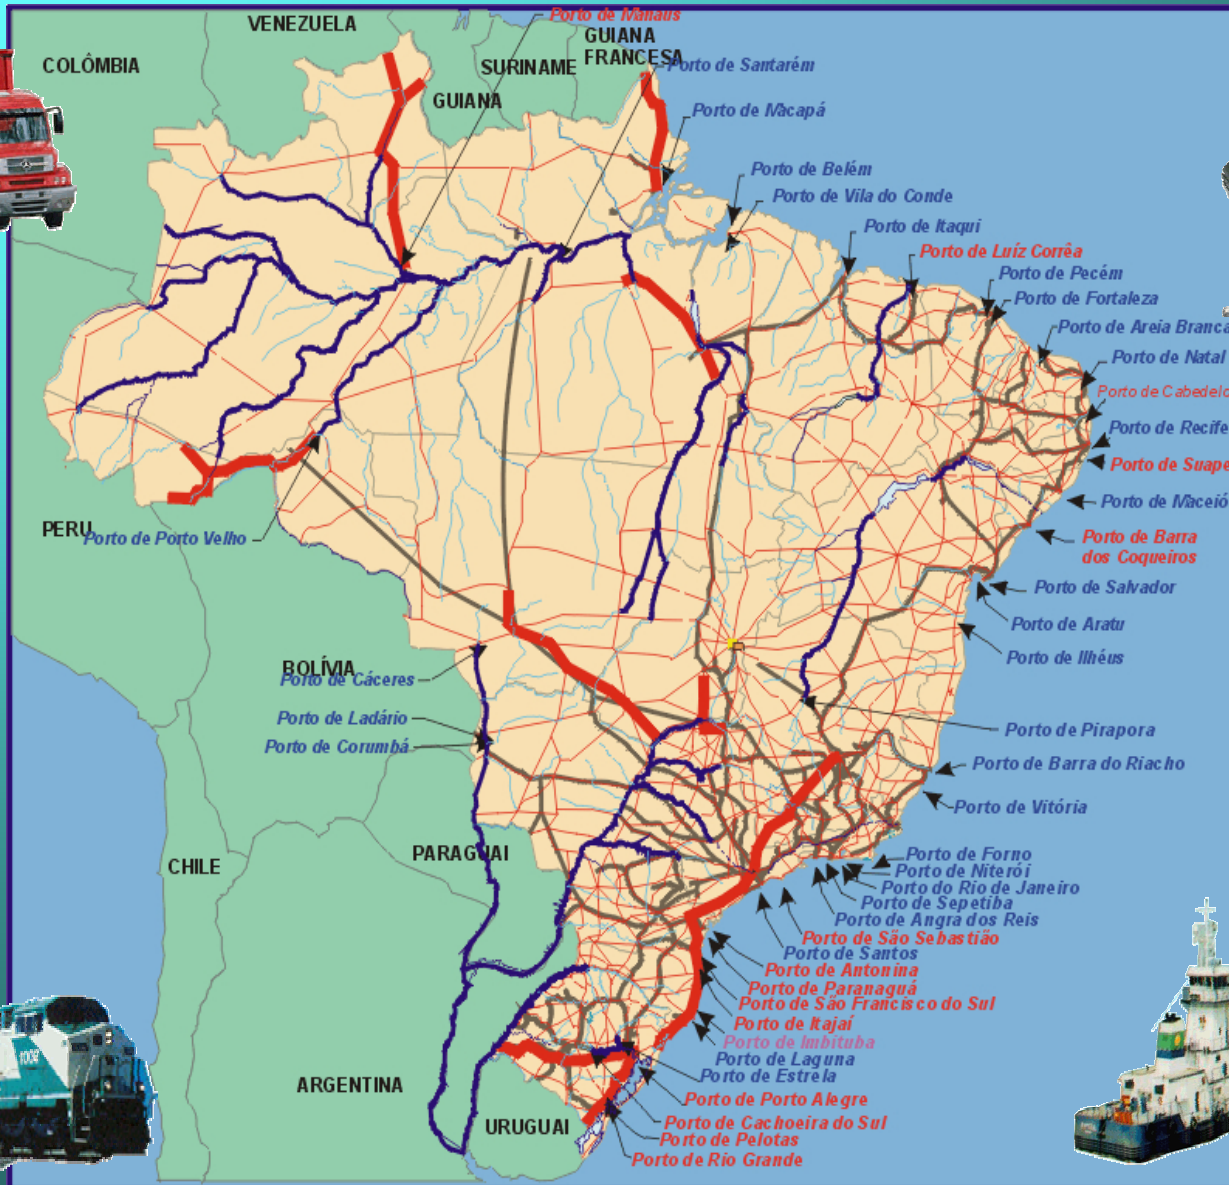 Porto de Manaus
VENEZUELA
GUIANA
FRANCESA
COLÔMBIA
SURINAME
Porto de Santarém
GUIANA
Porto de Macapá
Porto de Belém
Porto de Vila do Conde
Porto de Itaqui
Porto de Luíz Corrêa
Porto de Pecém
Porto de Fortaleza
Porto de Areia Branca
Porto de Natal
Porto de Cabedelo
Porto de Recife
Porto de Suape
Porto de Maceió
PERU
Porto de Porto Velho
Porto de Barra
dos Coqueiros
Porto de Salvador
Porto de Aratu
Porto de Ilhéus
BOLÍVIA
Porto de Cáceres
Porto de Ladário
Porto de Corumbá
Porto de Pirapora
Porto de Barra do Riacho
Porto de Vitória
PARAGUAI
CHILE
Porto de Forno
Porto de Niterói
Porto do Rio de Janeiro
Porto de Sepetiba
Porto de Angra dos Reis
Porto de São Sebastião
Porto de Santos
Porto de Antonina
Porto de Paranaguá
Porto de São Francisco do Sul
Porto de Itajaí
Porto de Imbituba
Porto de Laguna
Porto de Estrela
ARGENTINA
Porto de Porto Alegre
URUGUAI
Porto de Cachoeira do Sul
Porto de Pelotas
Porto de Rio Grande